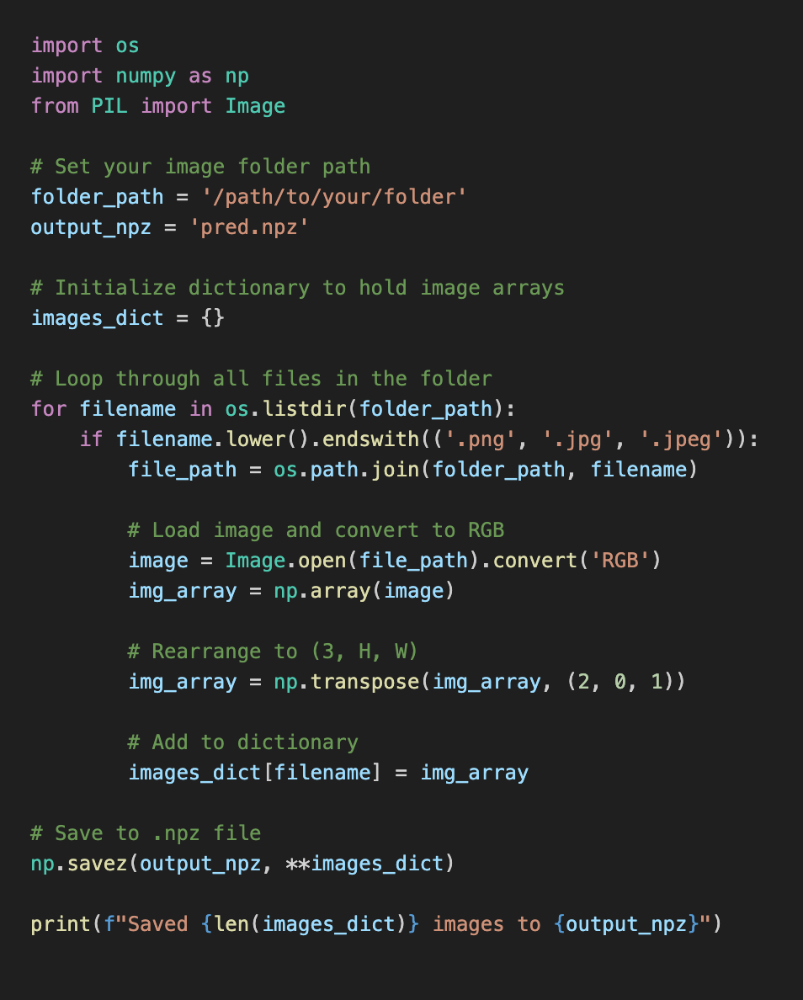 import os
import numpy as np
from PIL import Image

# Set your image folder path
folder_path = '/path/to/your/folder'
output_npz = 'pred.npz'

# Initialize dictionary to hold image arrays
images_dict = {}

# Loop through all files in the folder
for filename in os.listdir(folder_path):
    if filename.lower().endswith(('.png', '.jpg', '.jpeg')):
        file_path = os.path.join(folder_path, filename)

        # Load image and convert to RGB
        image = Image.open(file_path).convert('RGB')
        img_array = np.array(image)

        # Rearrange to (3, H, W)
        img_array = np.transpose(img_array, (2, 0, 1))

        # Add to dictionary
        images_dict[filename] = img_array

# Save to .npz file
np.savez(output_npz, **images_dict)

print(f"Saved {len(images_dict)} images to {output_npz}")